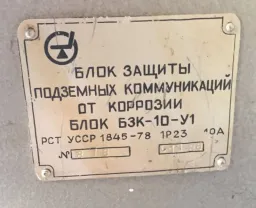 БЛОК ЗАЩИТЫ
ПОДЗЕМНЫХ КОММУНИКАЦИЙ
ОТ КОРРОЗИИ
БЛОК БЗК-10-У1
РСТ УССР 1845-78 1Р23 10А
№